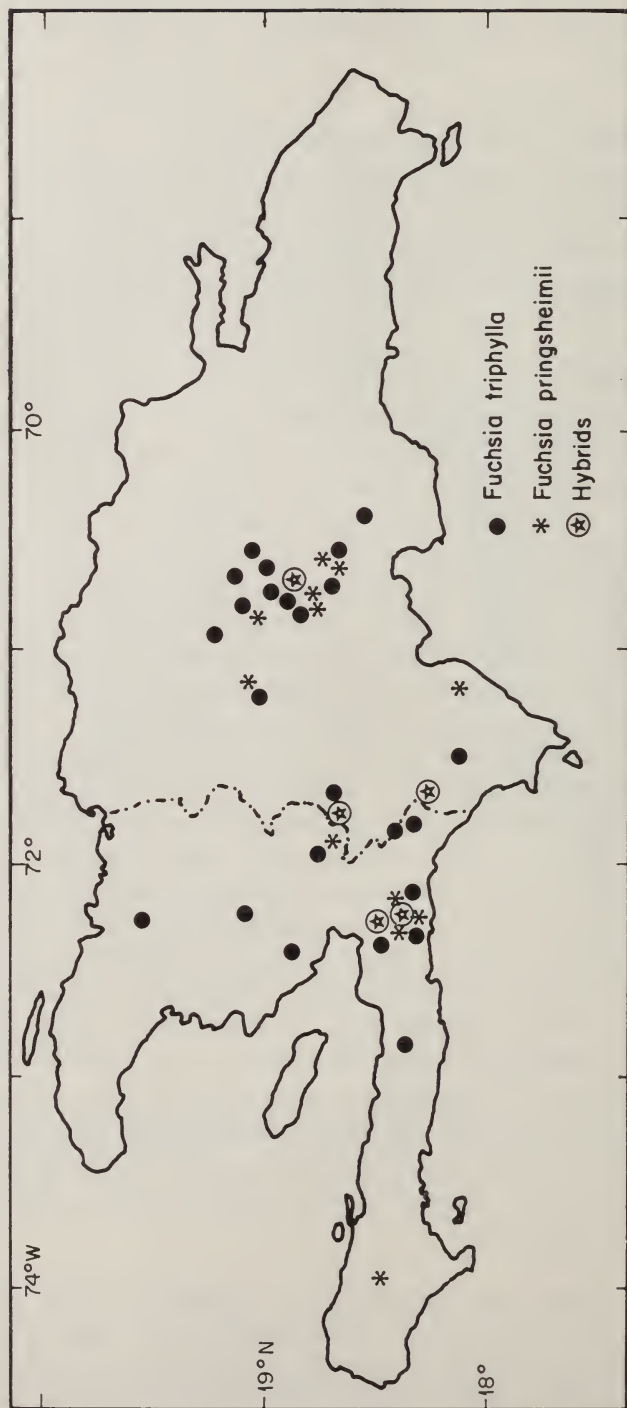 74°W
72°
70°
19°N
18°
● Fuchsia triphylla
* Fuchsia pringsheimii
⍟ Hybrids